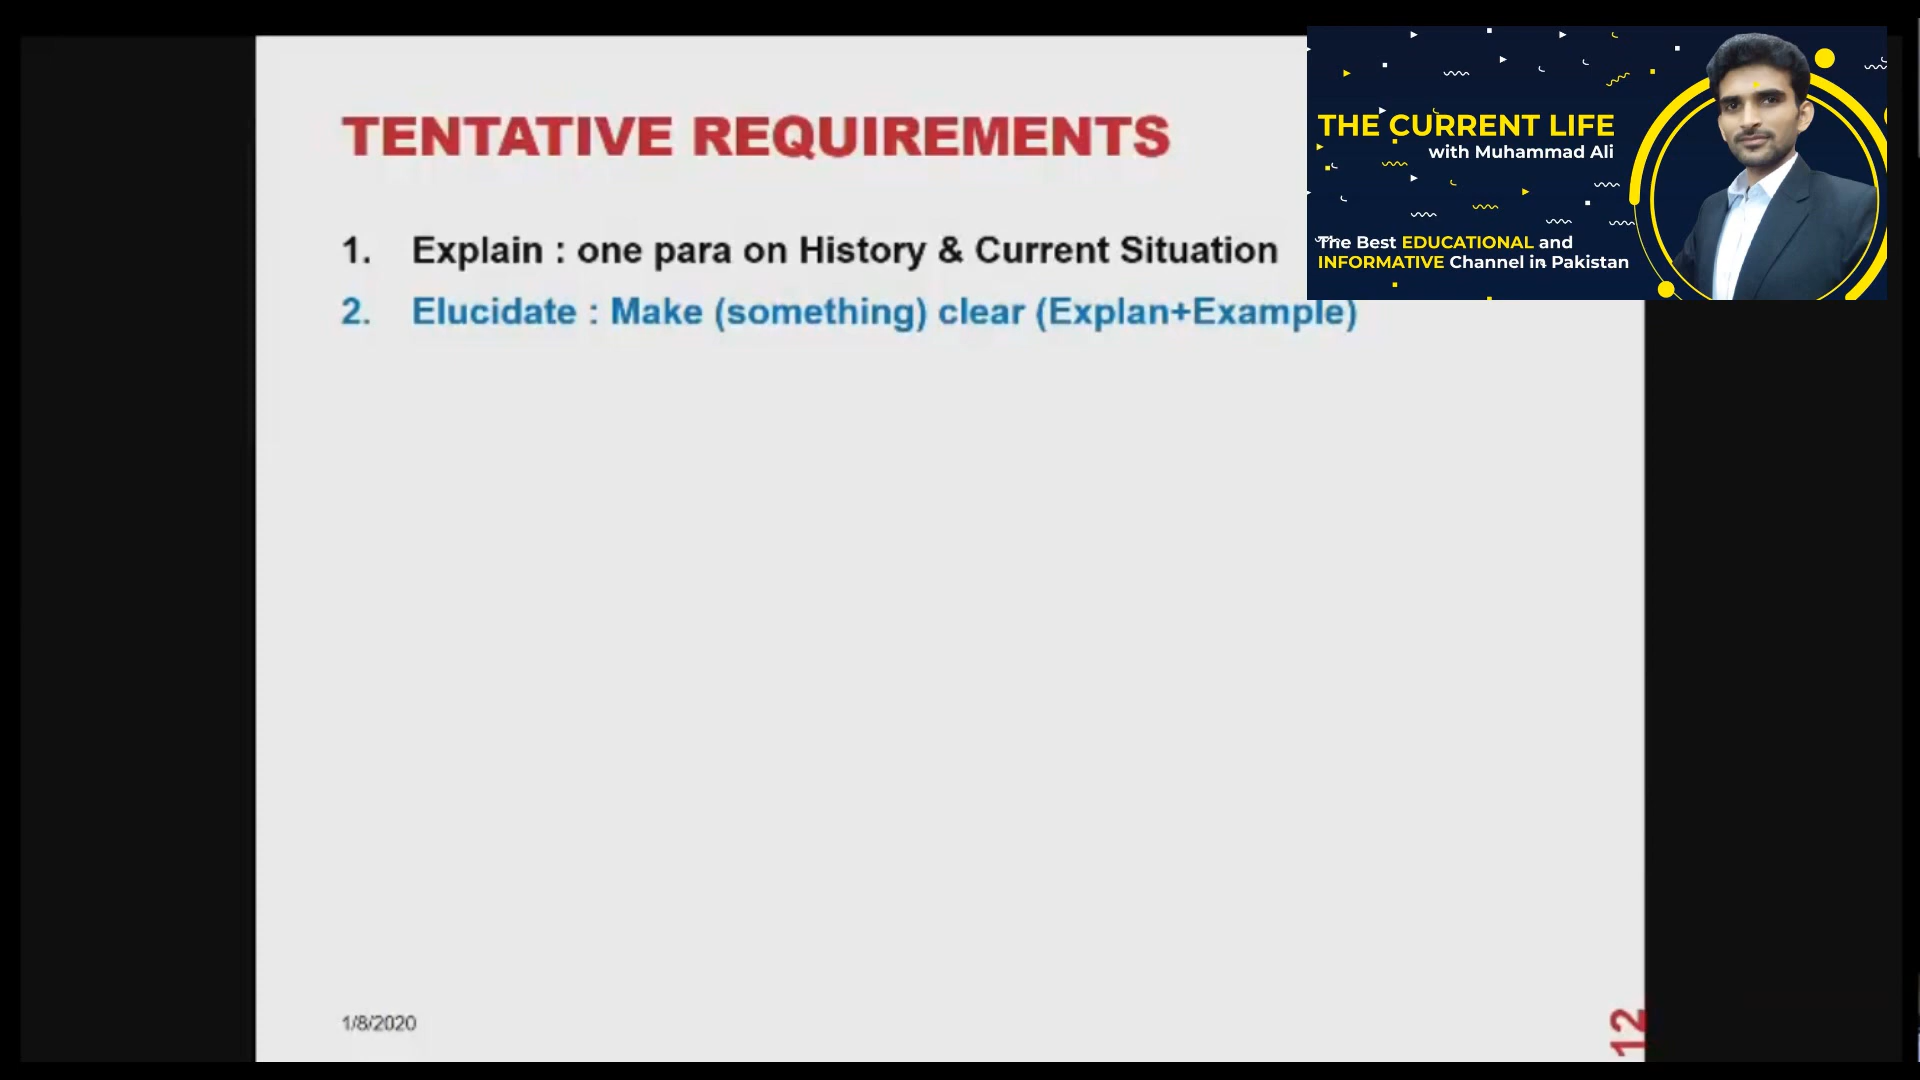 TENTATIVE REQUIREMENTS
1. Explain : one para on History & Current Situation
2. Elucidate : Make (something) clear (Explan+Example)
1/8/2020
12
THE CURRENT LIFE
with Muhammad Ali
The Best EDUCATIONAL and
INFORMATIVE Channel in Pakistan